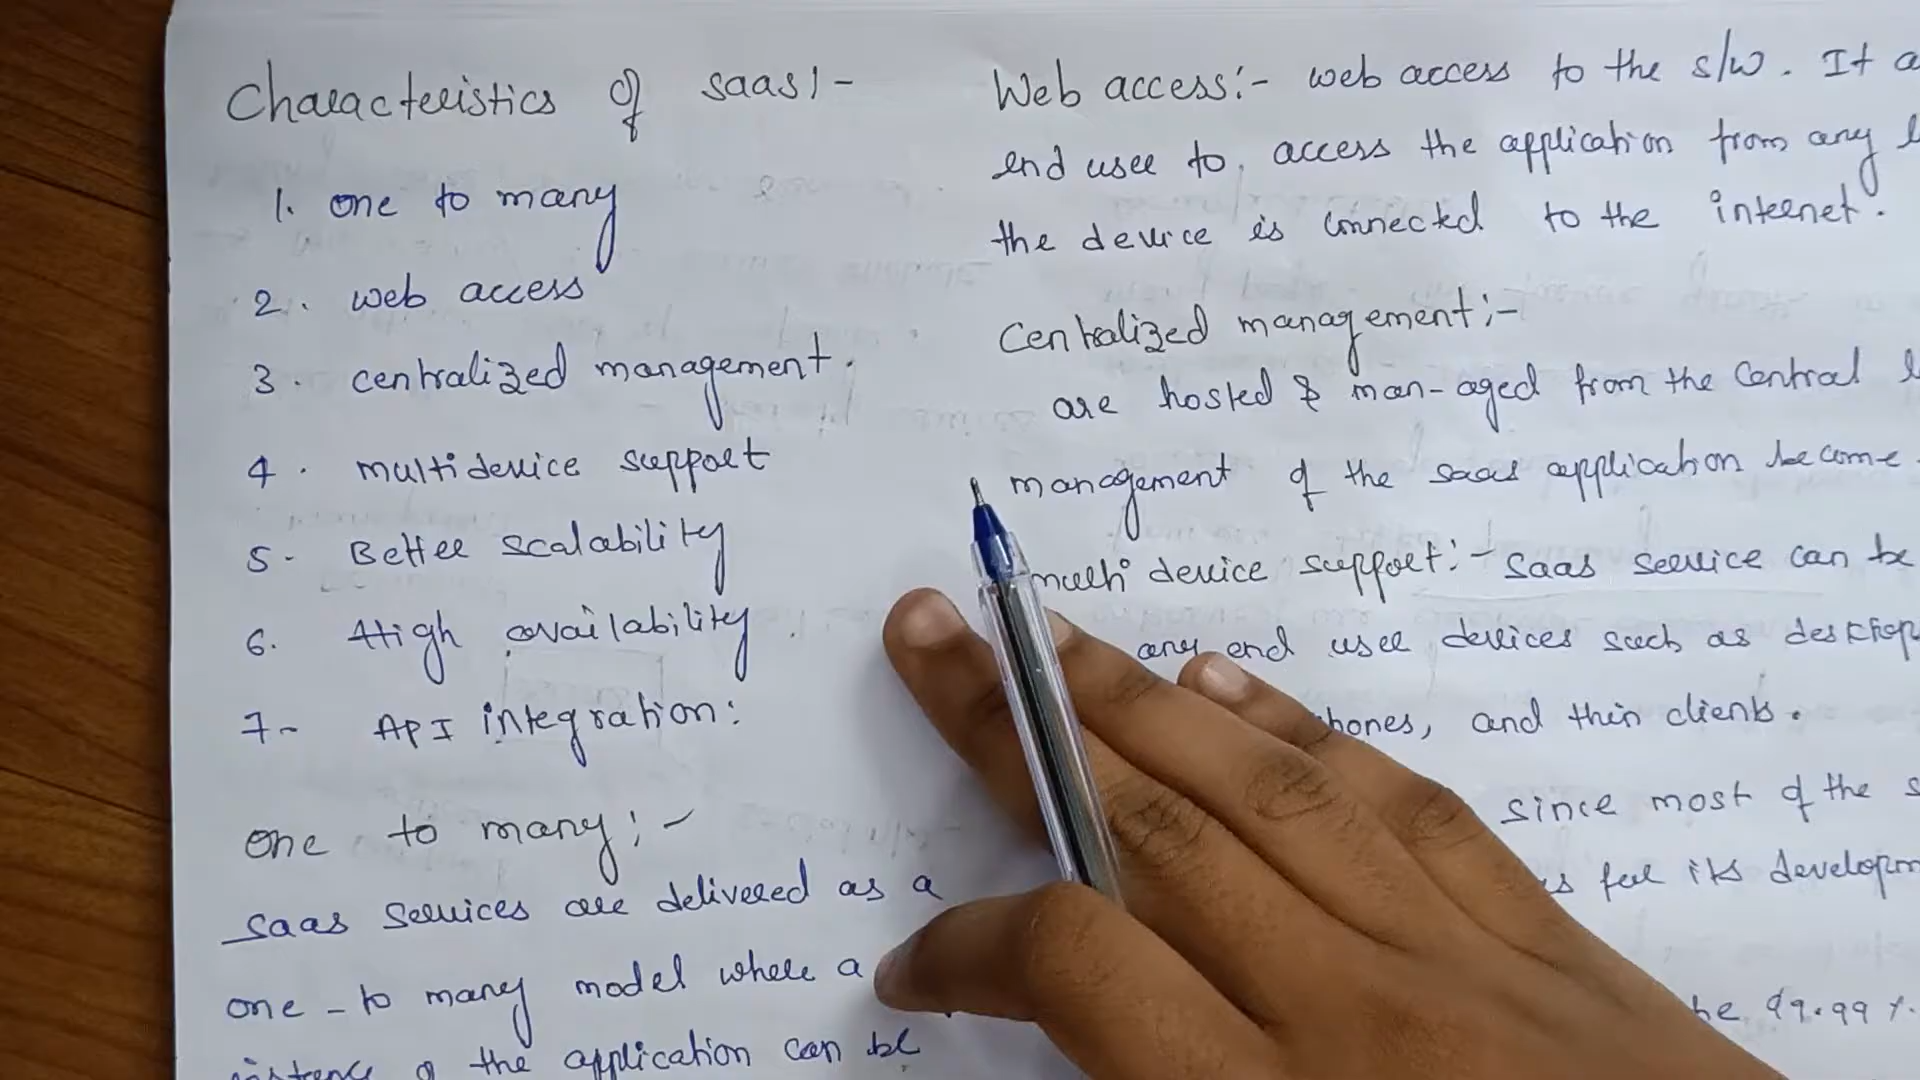 Characteristics of saas:-
1. one to many
2. web access
3. centralized management.
4. multidevice support
5- Better scalability
6. High availability
7- API integration:
one to many:-
saas services are delivered as a
one-to many model where a
of the application can be
Web access:- web access to the s/w. It
end user to access the application from any
the device is connected to the internet.
Centralized management:-
are hosted & man-aged from the central
management of the saas application become
multi device support:- saas service can be
any end user devices such as desktop,
hones, and thin clients.
since most of the
for its developm
be 99.99%.